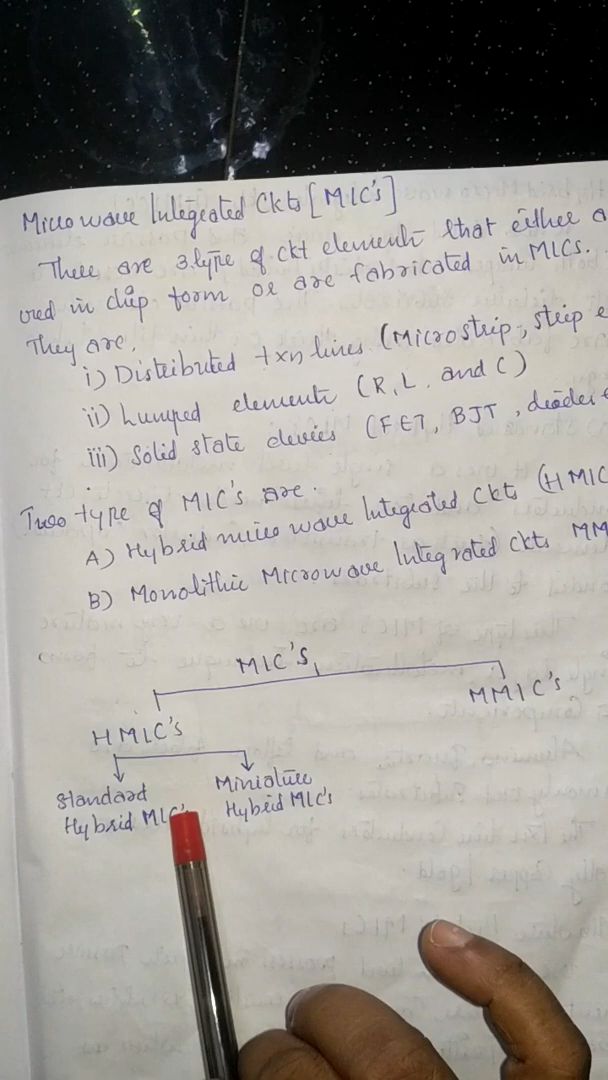 Microwave Integrated Ckts [MIC's]
There are 3 type of ckt elements that either a
used in chip form or are fabricated in MICs.
They are,
i) Distributed txn lines (Microstrip, strip e
ii) Lumped elements (R, L, and C)
iii) Solid state devices (FET, BJT, diodes e
Two type of MIC's are.
A) Hybrid micro wave Integrated Ckts (HMIC
B) Monolithic Microwave Integrated Ckts MM
MIC's,
HMIC's
MMIC's
Standard
Hybrid MIC's
Miniature
Hybrid MIC's